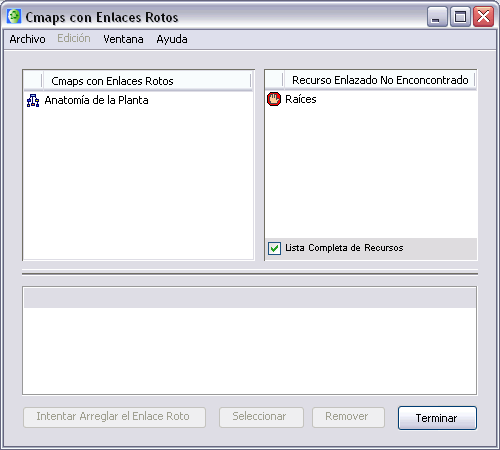 Cmaps con Enlaces Rotos
Archivo Edición Ventana Ayuda
Cmaps con Enlaces Rotos
Recurso Enlazado No Enconcontrado
Anatomía de la Planta
Raíces
Lista Completa de Recursos
Intentar Arreglar el Enlace Roto
Seleccionar
Remover
Terminar